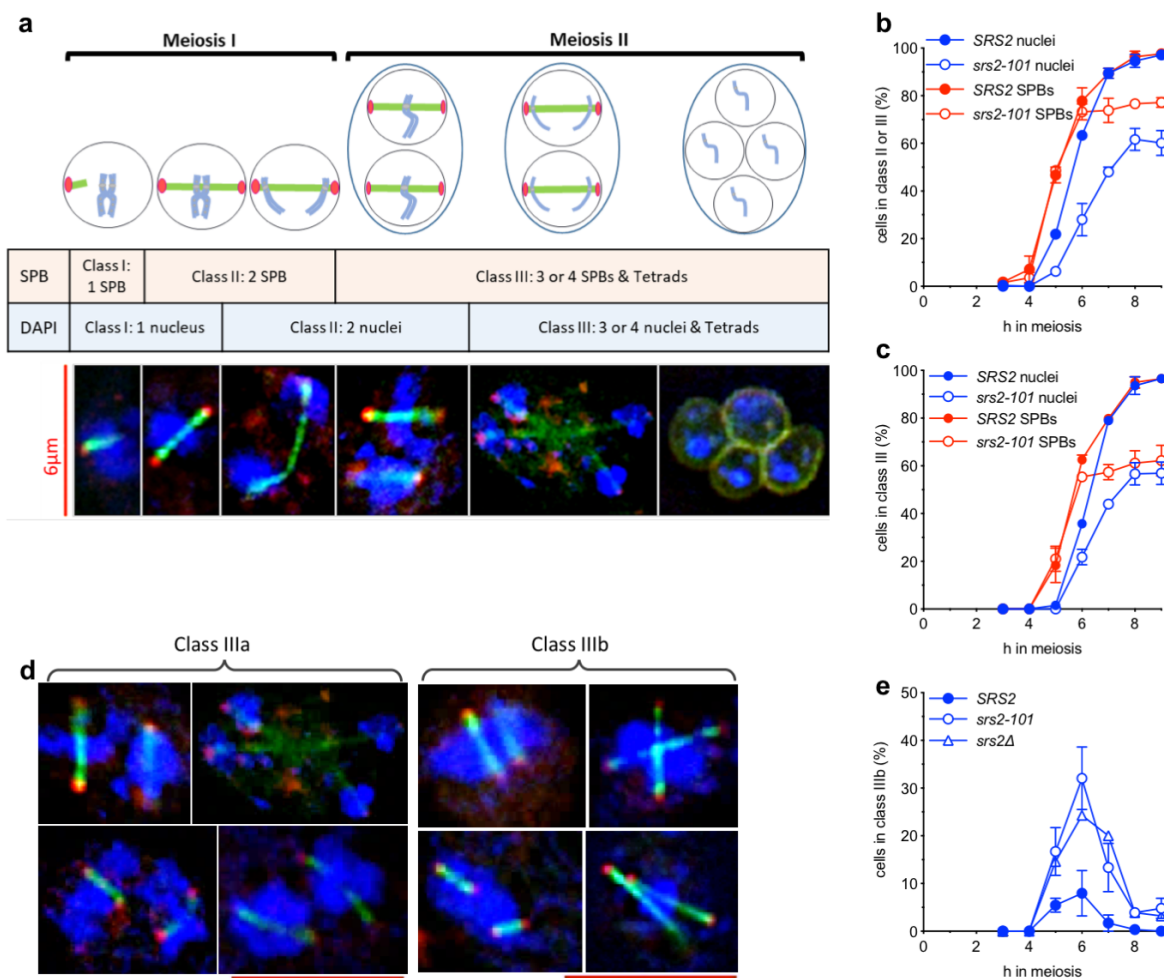 a
Meiosis I
Meiosis II
SPB
Class I:
1 SPB
Class II: 2 SPB
Class III: 3 or 4 SPBs & Tetrads
DAPI
Class I: 1 nucleus
Class II: 2 nuclei
Class III: 3 or 4 nuclei & Tetrads
6µm
b
SRS2 nuclei
srs2-101 nuclei
SRS2 SPBs
srs2-101 SPBs
cells in class II or III (%)
100
80
60
40
20
0
0 2 4 6 8
h in meiosis
c
SRS2 nuclei
srs2-101 nuclei
SRS2 SPBs
srs2-101 SPBs
cells in class III (%)
100
80
60
40
20
0
0 2 4 6 8
h in meiosis
d
Class IIIa
Class IIIb
e
SRS2
srs2-101
srs2Δ
cells in class IIIb (%)
50
40
30
20
10
0
0 2 4 6 8
h in meiosis